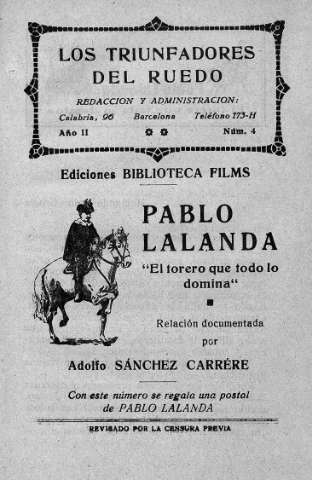 LOS TRIUNFADORES
DEL RUEDO
REDACCION Y ADMINISTRACION:
Calabria, 96 Barcelona Teléfono 173-H
Año II Núm. 4
Ediciones BIBLIOTECA FILMS
PABLO
LALANDA
"El torero que todo lo
domina"
Relación documentada
por
Adolfo SÁNCHEZ CARRÉRE
Con este número se regala una postal
de PABLO LALANDA
REVISADO POR LA CENSURA PREVIA